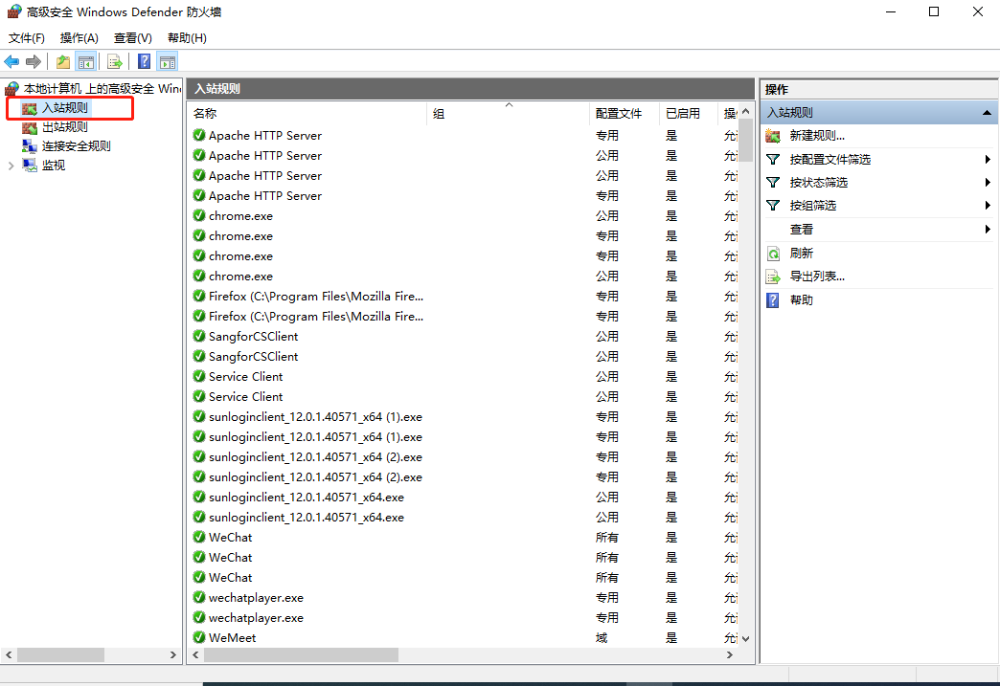 高级安全 Windows Defender 防火墙
文件(F) 操作(A) 查看(V) 帮助(H)
本地计算机 上的高级安全 Win
入站规则
出站规则
连接安全规则
监视
入站规则
名称 组 配置文件 已启用 操
Apache HTTP Server 专用 是 允
Apache HTTP Server 公用 是 允
Apache HTTP Server 公用 是 允
Apache HTTP Server 专用 是 允
chrome.exe 公用 是 允
chrome.exe 专用 是 允
chrome.exe 专用 是 允
chrome.exe 公用 是 允
Firefox (C:\Program Files\Mozilla Fire... 专用 是 允
Firefox (C:\Program Files\Mozilla Fire... 专用 是 允
SangforCSClient 公用 是 允
SangforCSClient 公用 是 允
Service Client 公用 是 允
Service Client 公用 是 允
sunloginclient_12.0.1.40571_x64 (1).exe 专用 是 允
sunloginclient_12.0.1.40571_x64 (1).exe 专用 是 允
sunloginclient_12.0.1.40571_x64 (2).exe 专用 是 允
sunloginclient_12.0.1.40571_x64 (2).exe 专用 是 允
sunloginclient_12.0.1.40571_x64.exe 公用 是 允
sunloginclient_12.0.1.40571_x64.exe 公用 是 允
WeChat 所有 是 允
WeChat 所有 是 允
WeChat 所有 是 允
wechatplayer.exe 专用 是 允
wechatplayer.exe 专用 是 允
WeMeet 域 是 允
操作
入站规则
新建规则...
按配置文件筛选
按状态筛选
按组筛选
查看
刷新
导出列表...
帮助